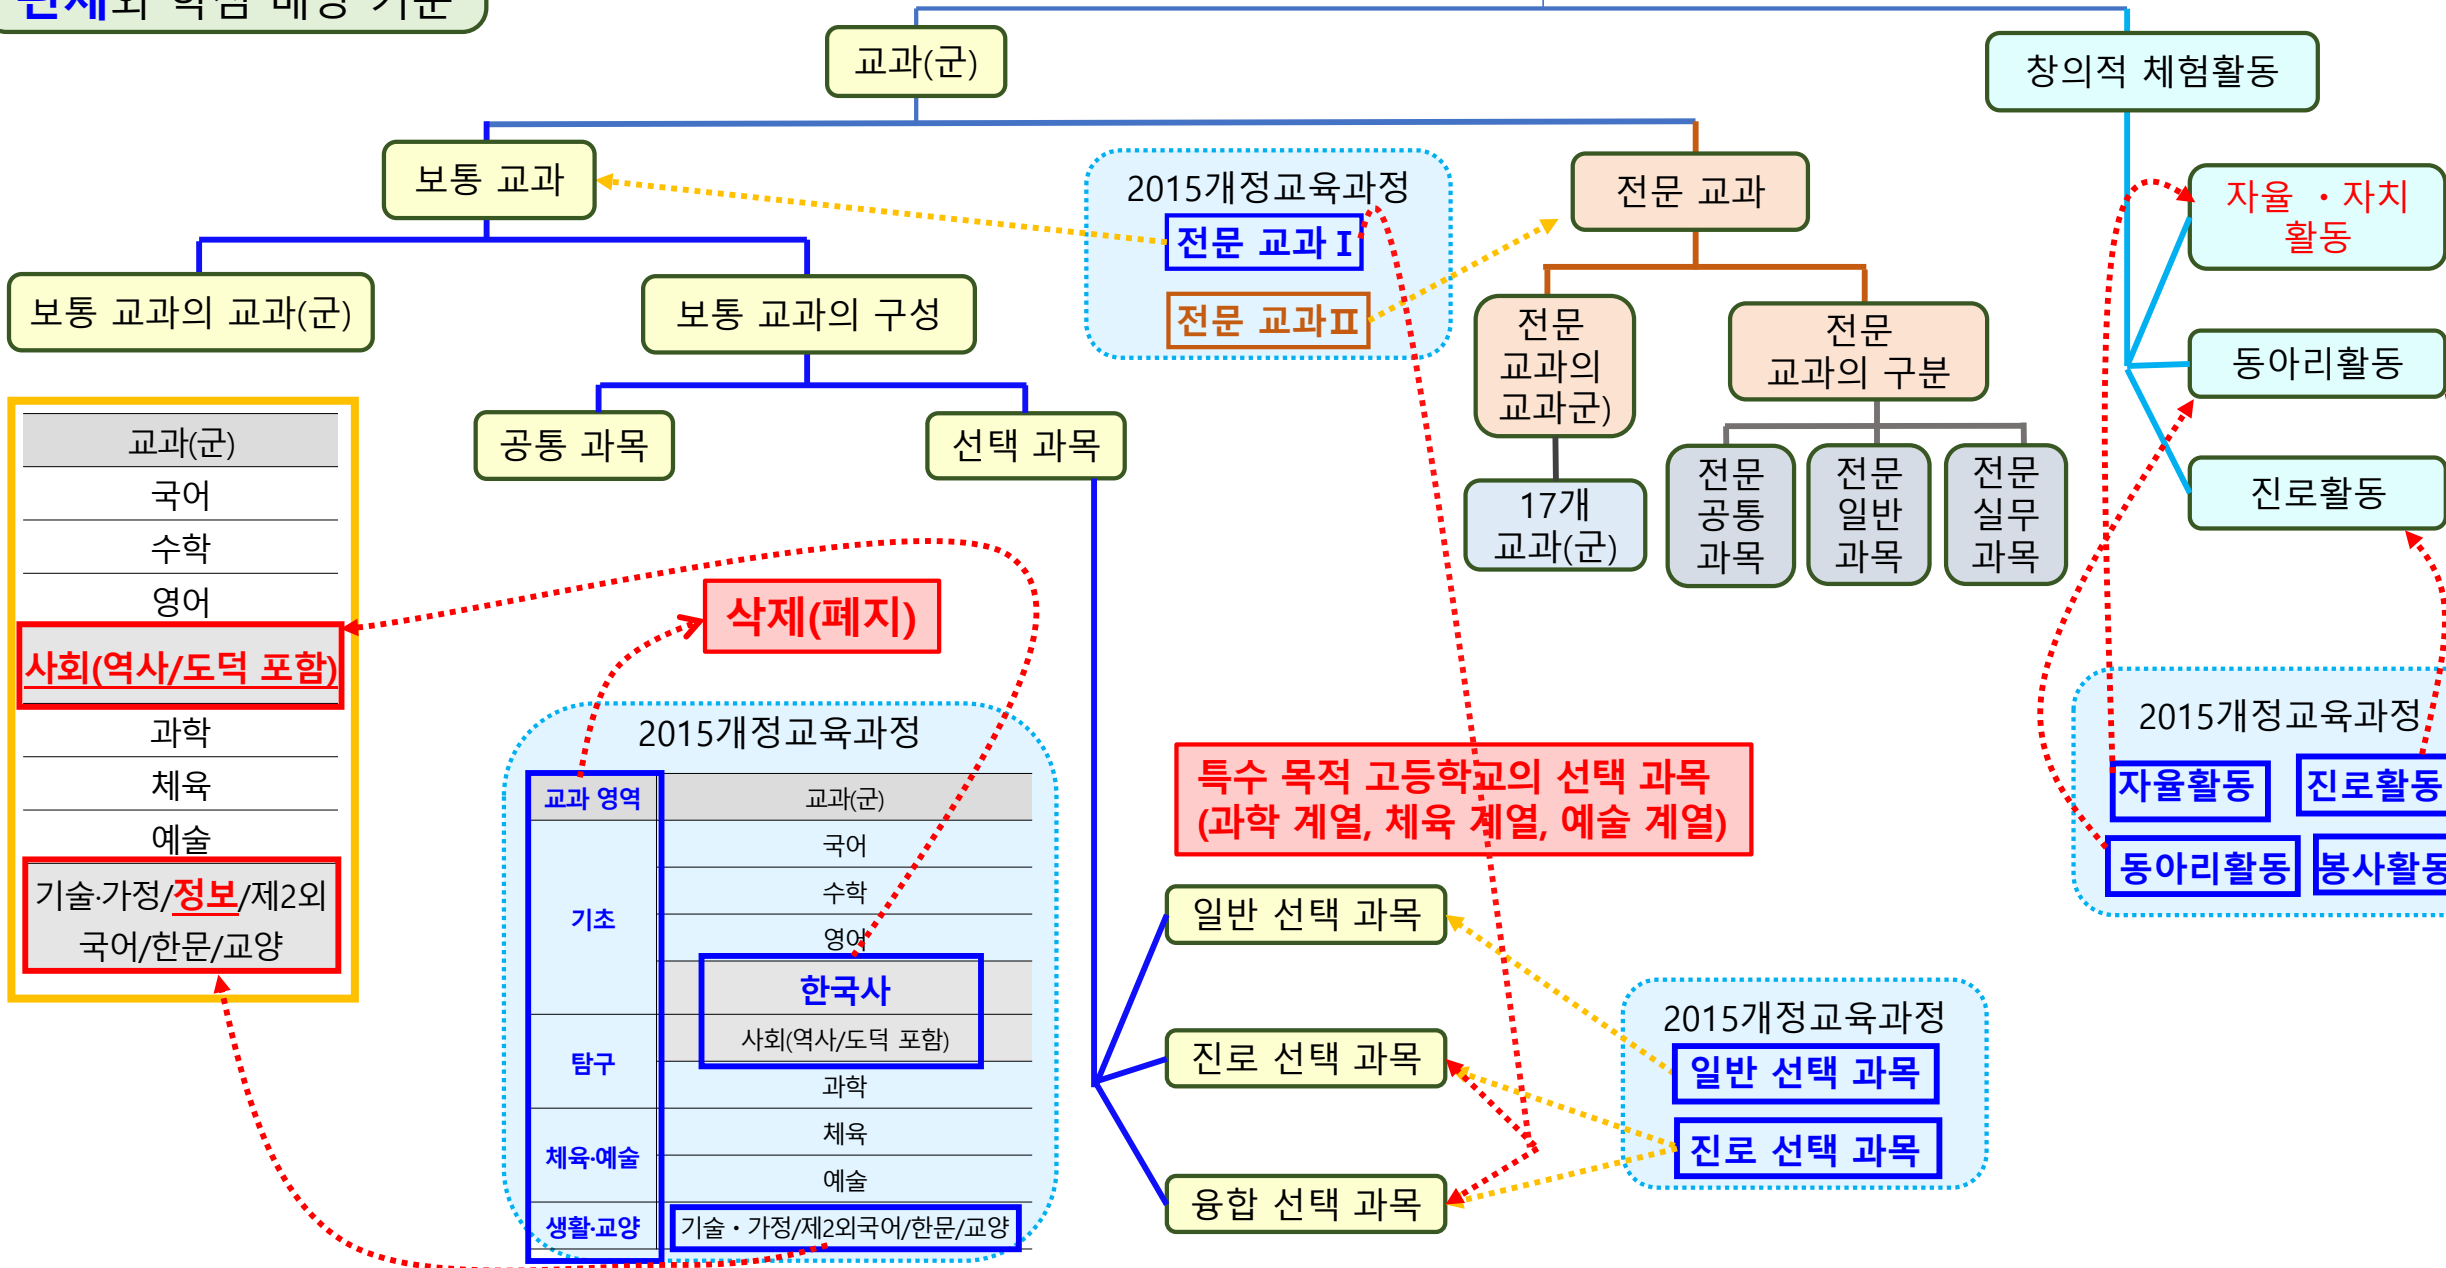 편제와 학점 배당 기준
교과(군)
창의적 체험활동
보통 교과
2015개정교육과정
전문 교과Ⅰ
전문 교과Ⅱ
전문 교과
자율 ・자치
활동
보통 교과의 교과(군)
보통 교과의 구성
전문
교과의
교과군)
전문
교과의 구분
동아리활동
공통 과목
선택 과목
17개
교과(군)
전문
공통
과목
전문
일반
과목
전문
실무
과목
진로활동
교과(군)
국어
수학
영어
사회(역사/도덕 포함)
과학
체육
예술
기술·가정/정보/제2외
국어/한문/교양
삭제(폐지)
2015개정교육과정
교과 영역
교과(군)
기초
국어
수학
영어
한국사
탐구
사회(역사/도덕 포함)
과학
체육·예술
체육
예술
생활·교양
기술・가정/제2외국어/한문/교양
특수 목적 고등학교의 선택 과목
(과학 계열, 체육 계열, 예술 계열)
일반 선택 과목
진로 선택 과목
융합 선택 과목
2015개정교육과정
일반 선택 과목
진로 선택 과목
2015개정교육과정
자율활동
진로활동
동아리활동
봉사활동